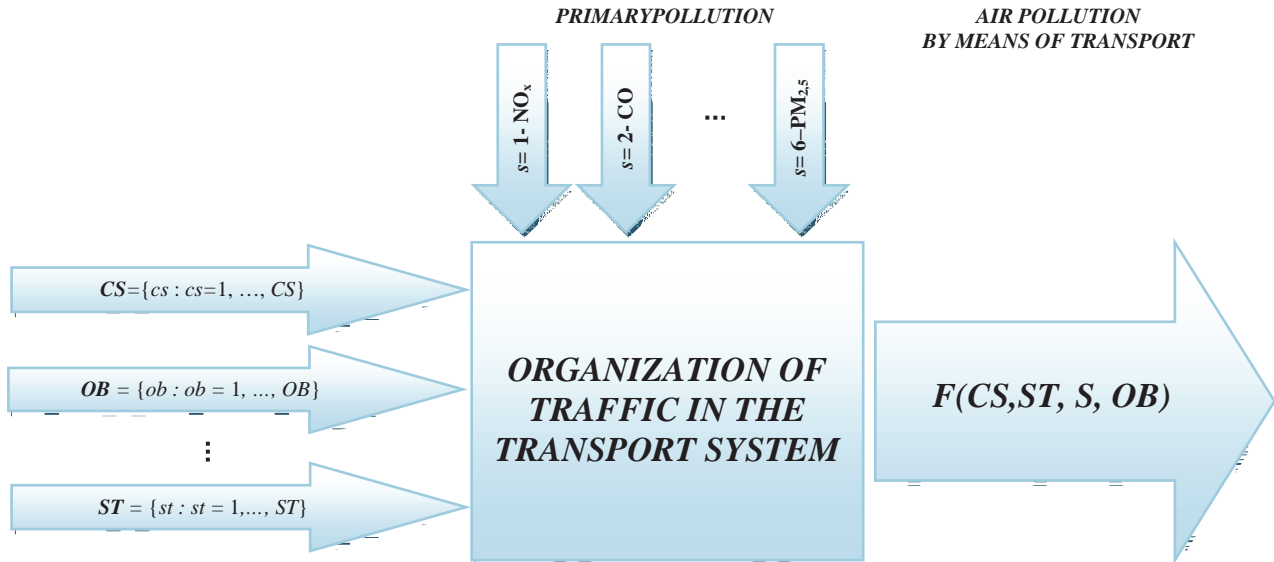 PRIMARYPOLLUTION
AIR POLLUTION
BY MEANS OF TRANSPORT
s= 1- NOₓ
s= 2- CO
...
s= 6–PM₂,₅
CS={cs : cs=1, …, CS}
OB = {ob : ob = 1, ..., OB}
⋮
ST = {st : st = 1,..., ST}
ORGANIZATION OF
TRAFFIC IN THE
TRANSPORT SYSTEM
F(CS,ST, S, OB)